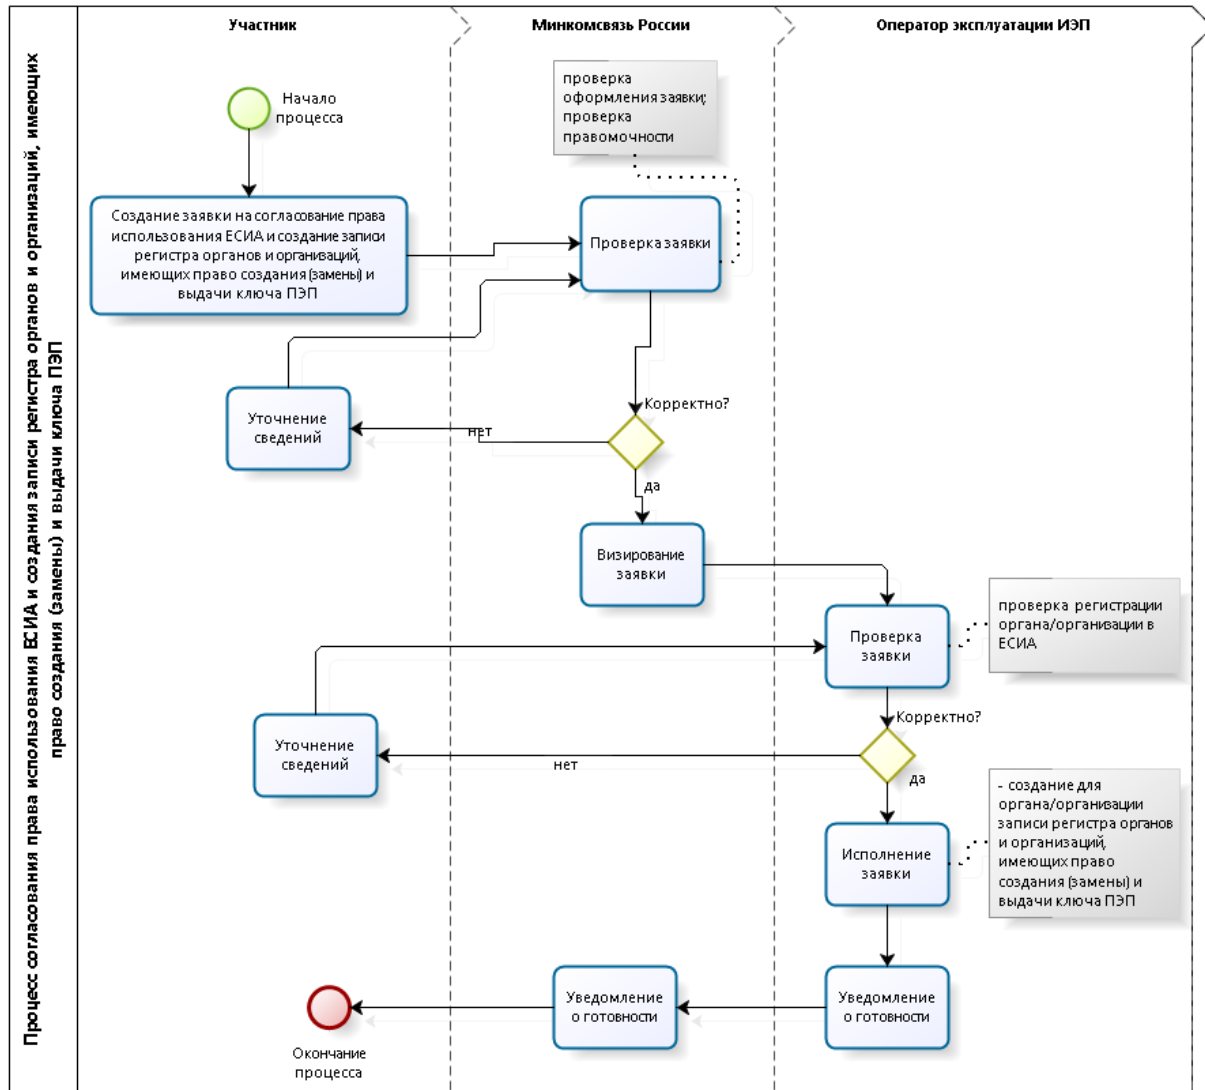 Процесс согласования права использования ЕСИА и создания записи регистра органов и организаций, имеющих
право создания (замены) и выдачи ключа ПЭП
Участник
Минкомсвязь России
Оператор эксплуатации ИЭП
Начало
процесса
проверка
оформления заявки;
проверка
правомочности
Создание заявки на согласование права
использования ЕСИА и создание записи
регистра органов и организаций,
имеющих право создания (замены) и
выдачи ключа ПЭП
Проверка заявки
Уточнение
сведений
нет
Корректно?
да
Визирование
заявки
Проверка
заявки
проверка регистрации
органа/организации в
ЕСИА
Уточнение
сведений
нет
Корректно?
да
Исполнение
заявки
- создание для
органа/организации
записи регистра органов
и организаций,
имеющих право
создания (замены) и
выдачи ключа ПЭП
Уведомление
о готовности
Уведомление
о готовности
Окончание
процесса